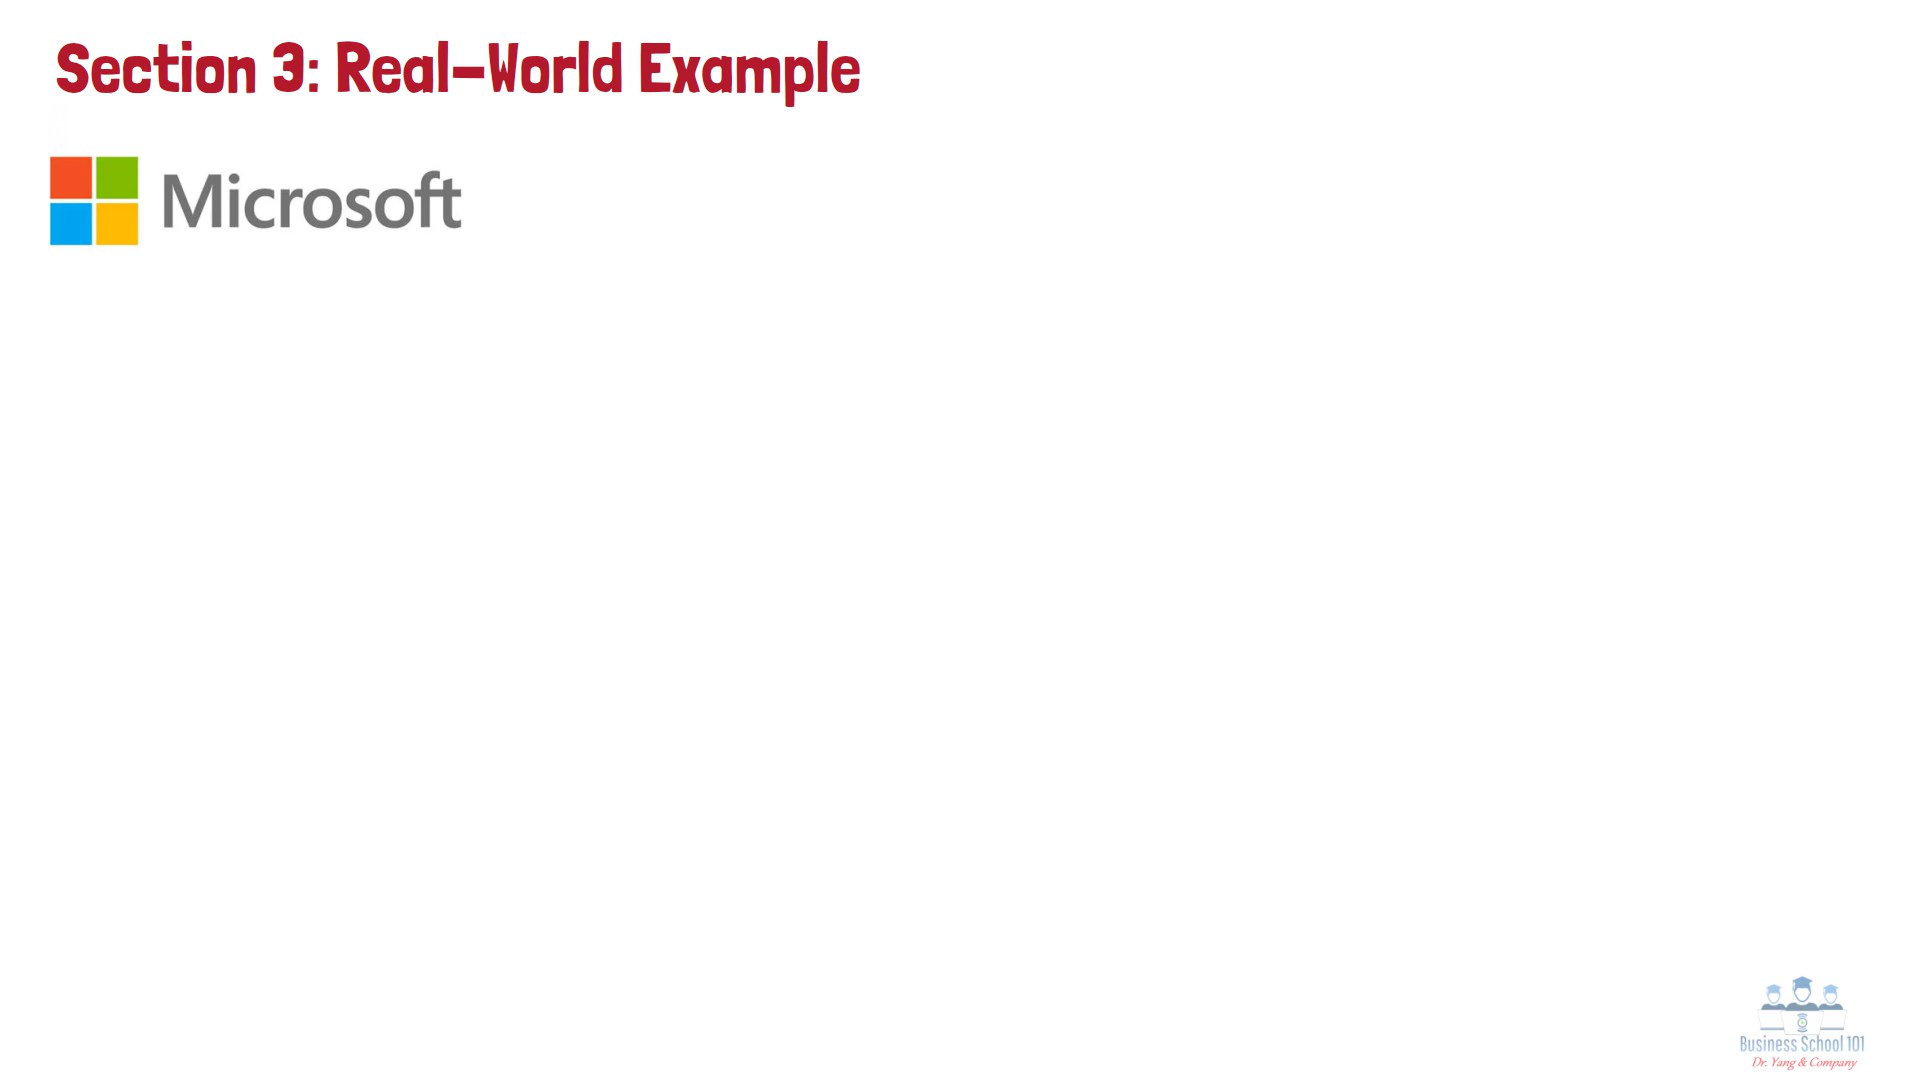 Section 3: Real-World Example
Microsoft
Business School 101
Dr. Yang & Company